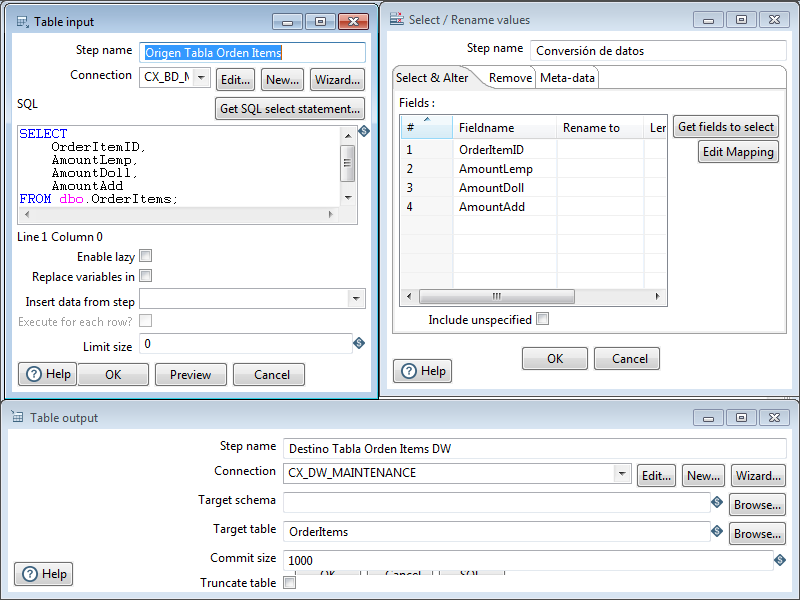 Table input
Step name Origen Tabla Orden Items
Connection CX_BD_M Edit... New... Wizard...
SQL Get SQL select statement...
SELECT
OrderItemID,
AmountLemp,
AmountDoll,
AmountAdd
FROM dbo.OrderItems;
Line 1 Column 0
Enable lazy
Replace variables in
Insert data from step
Execute for each row?
Limit size 0
Help OK Preview Cancel
Select / Rename values
Step name Conversión de datos
Select & Alter Remove Meta-data
Fields :
# Fieldname Rename to Ler Get fields to select
1 OrderItemID Edit Mapping
2 AmountLemp
3 AmountDoll
4 AmountAdd
Include unspecified
OK Cancel
Help
Table output
Step name Destino Tabla Orden Items DW
Connection CX_DW_MAINTENANCE Edit... New... Wizard...
Target schema Browse...
Target table OrderItems Browse...
Commit size 1000
Help
Truncate table